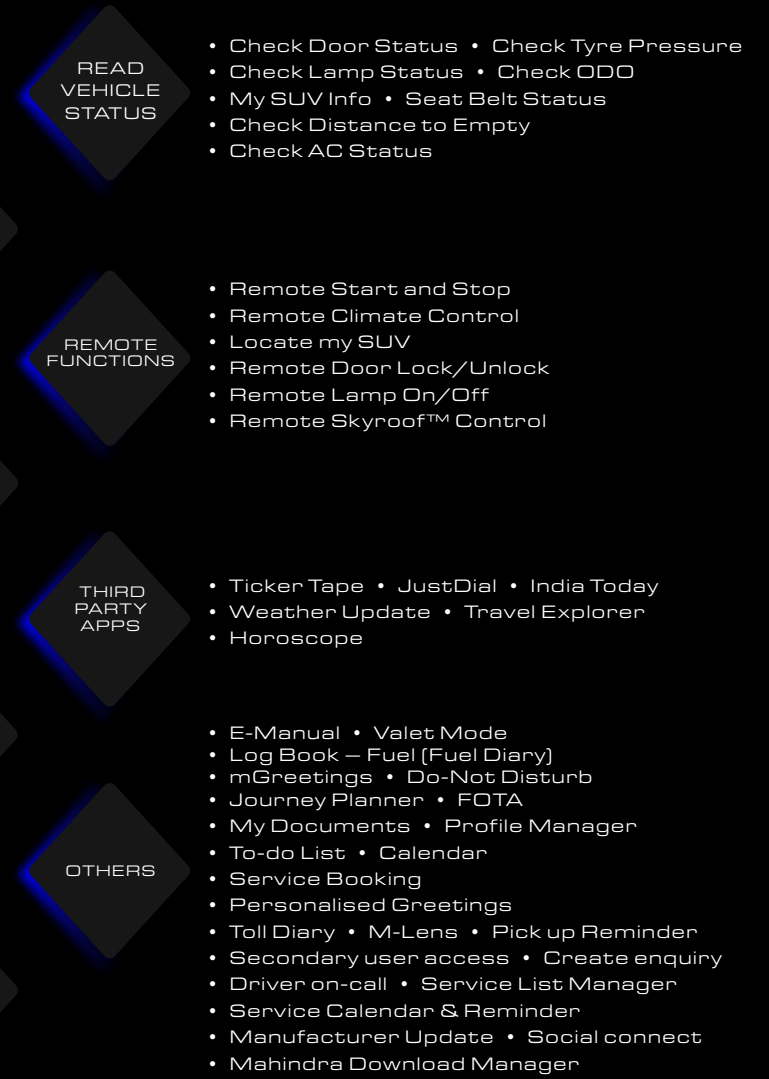 READ
VEHICLE
STATUS
• Check Door Status • Check Tyre Pressure
• Check Lamp Status • Check ODO
• My SUV Info • Seat Belt Status
• Check Distance to Empty
• Check AC Status
REMOTE
FUNCTIONS
• Remote Start and Stop
• Remote Climate Control
• Locate my SUV
• Remote Door Lock/Unlock
• Remote Lamp On/Off
• Remote Skyroof™ Control
THIRD
PARTY
APPS
• Ticker Tape • JustDial • India Today
• Weather Update • Travel Explorer
• Horoscope
OTHERS
• E-Manual • Valet Mode
• Log Book – Fuel (Fuel Diary)
• mGreetings • Do-Not Disturb
• Journey Planner • FOTA
• My Documents • Profile Manager
• To-do List • Calendar
• Service Booking
• Personalised Greetings
• Toll Diary • M-Lens • Pick up Reminder
• Secondary user access • Create enquiry
• Driver on-call • Service List Manager
• Service Calendar & Reminder
• Manufacturer Update • Social connect
• Mahindra Download Manager